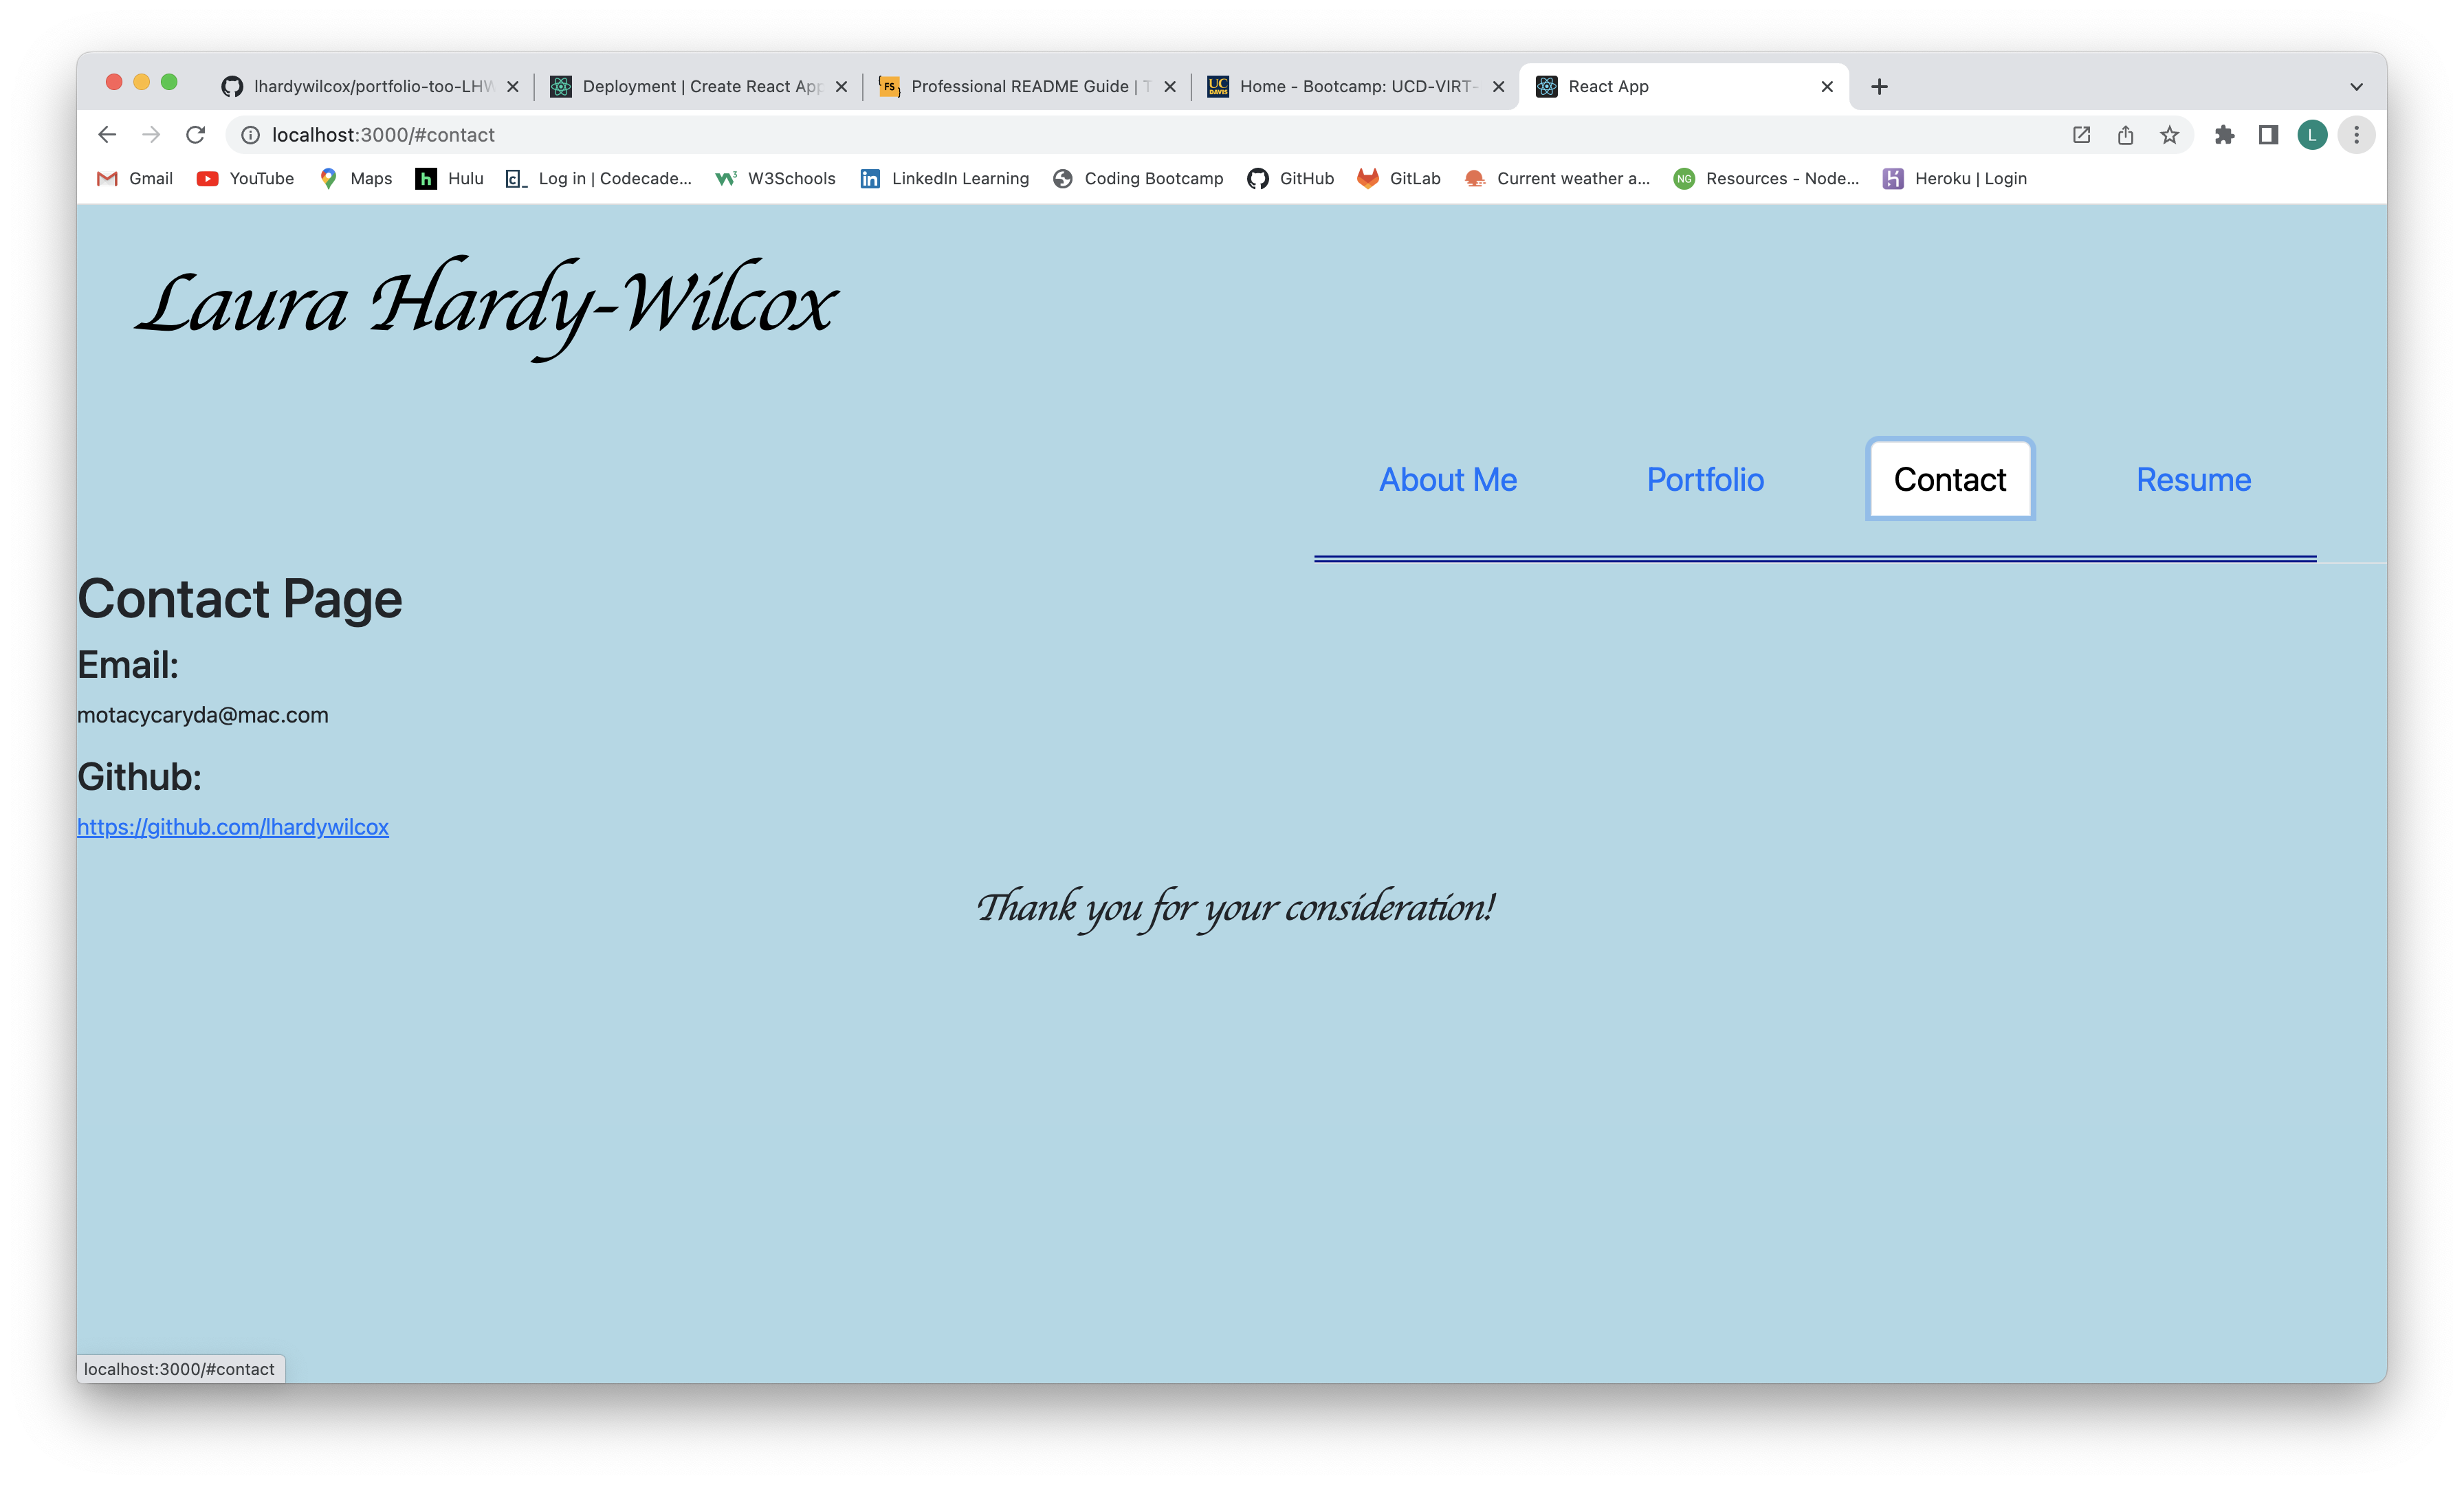 lhardywilcox/portfolio-too-LHW
Deployment | Create React App
Professional README Guide | T
Home - Bootcamp: UCD-VIRT-
React App
localhost:3000/#contact
L
Gmail
YouTube
Maps
h Hulu
c_ Log in | Codecade...
W3Schools
in LinkedIn Learning
Coding Bootcamp
GitHub
GitLab
Current weather a...
NG Resources - Node...
Heroku | Login
Laura Hardy-Wilcox
About Me
Portfolio
Contact
Resume
Contact Page
Email:
motacycaryda@mac.com
Github:
https://github.com/lhardywilcox
Thank you for your consideration!
localhost:3000/#contact